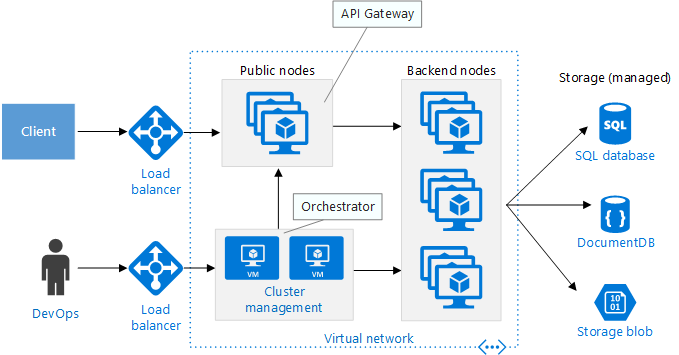 API Gateway
Public nodes
Backend nodes
Storage (managed)
Client
SQL
Load
balancer
SQL database
Orchestrator
VM
VM
{ }
DocumentDB
Cluster
management
DevOps
Load
balancer
10
01
Storage blob
Virtual network